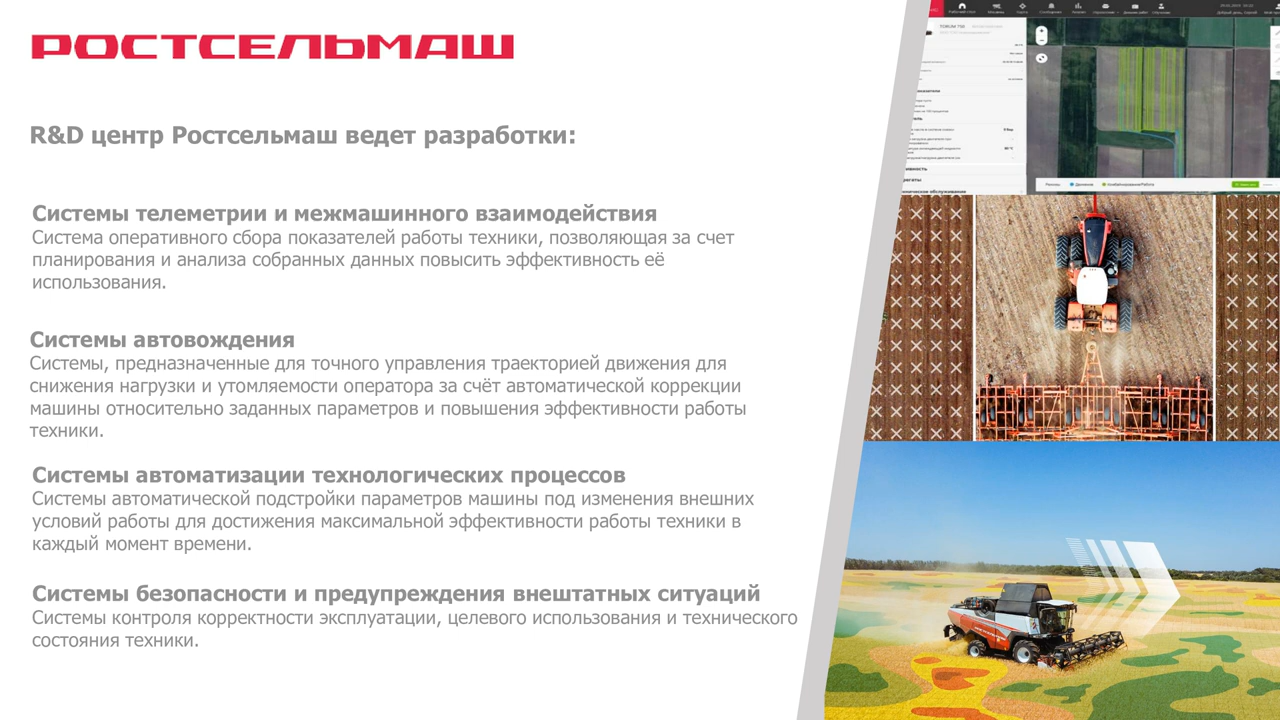 РОСТСЕЛЬМАШ
R&D центр Ростсельмаш ведет разработки:
Системы телеметрии и межмашинного взаимодействия
Система оперативного сбора показателей работы техники, позволяющая за счет
планирования и анализа собранных данных повысить эффективность её
использования.
Системы автовождения
Системы, предназначенные для точного управления траекторией движения для
снижения нагрузки и утомляемости оператора за счёт автоматической коррекции
машины относительно заданных параметров и повышения эффективности работы
техники.
Системы автоматизации технологических процессов
Системы автоматической подстройки параметров машины под изменения внешних
условий работы для достижения максимальной эффективности работы техники в
каждый момент времени.
Системы безопасности и предупреждения внештатных ситуаций
Системы контроля корректности эксплуатации, целевого использования и технического
состояния техники.